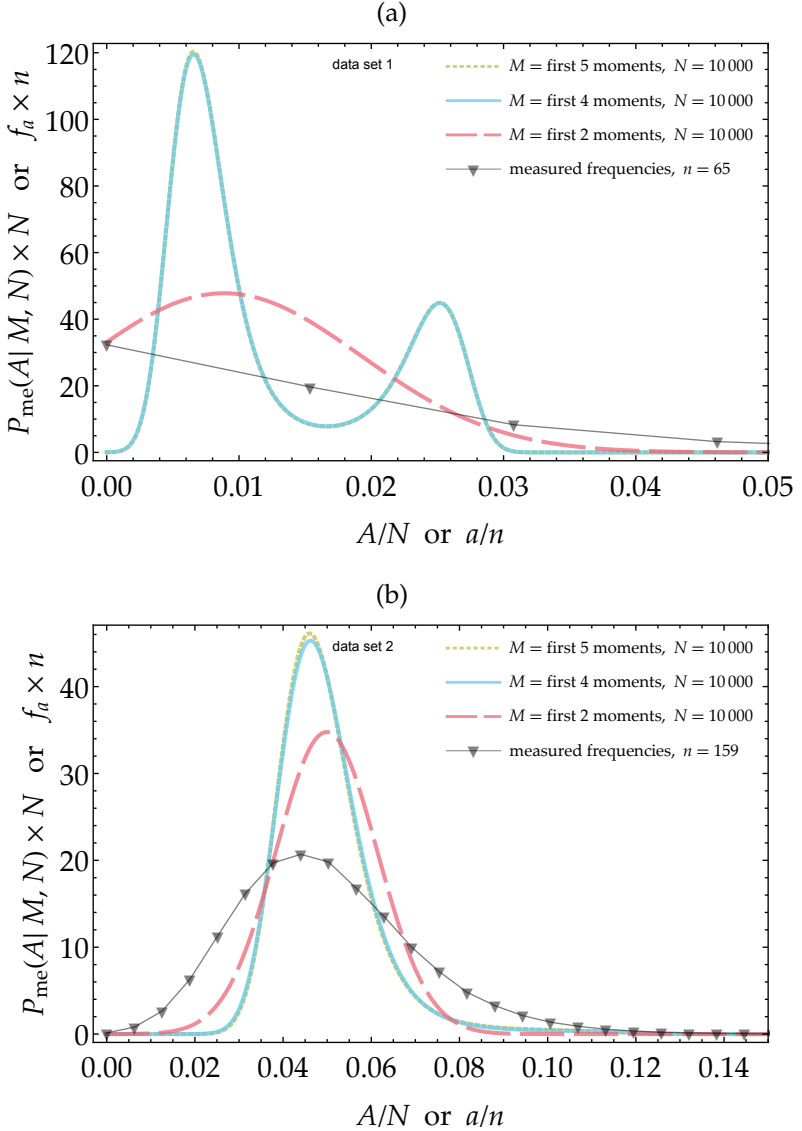 (a)
data set 1
M = first 5 moments, N = 10 000
M = first 4 moments, N = 10 000
M = first 2 moments, N = 10 000
measured frequencies, n = 65
P_me(A| M, N) × N or f_a × n
120
100
80
60
40
20
0
0.00 0.01 0.02 0.03 0.04 0.05
A/N or a/n
(b)
data set 2
M = first 5 moments, N = 10 000
M = first 4 moments, N = 10 000
M = first 2 moments, N = 10 000
measured frequencies, n = 159
P_me(A| M, N) × N or f_a × n
40
30
20
10
0
0.00 0.02 0.04 0.06 0.08 0.10 0.12 0.14
A/N or a/n